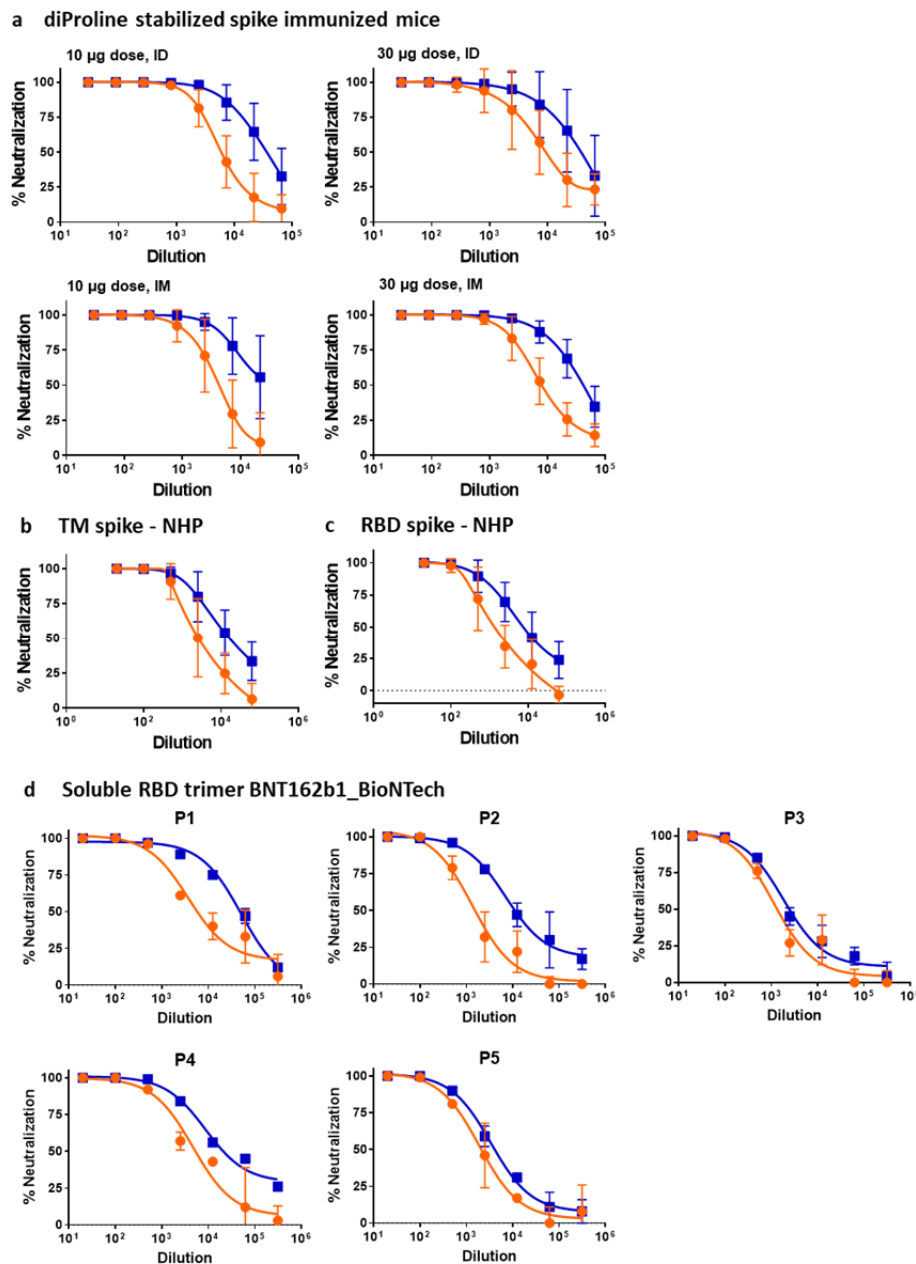 a diProline stabilized spike immunized mice
10 µg dose, ID
30 µg dose, ID
% Neutralization
100
75
50
25
0
10¹ 10² 10³ 10⁴ 10⁵
Dilution
% Neutralization
100
75
50
25
0
10¹ 10² 10³ 10⁴ 10⁵
Dilution
10 µg dose, IM
30 µg dose, IM
% Neutralization
100
75
50
25
0
10¹ 10² 10³ 10⁴ 10⁵
Dilution
% Neutralization
100
75
50
25
0
10¹ 10² 10³ 10⁴ 10⁵
Dilution
b TM spike - NHP
c RBD spike - NHP
% Neutralization
100
75
50
25
0
10⁰ 10² 10⁴ 10⁶
Dilution
% Neutralization
100
75
50
25
0
10⁰ 10² 10⁴ 10⁶
Dilution
d Soluble RBD trimer BNT162b1_BioNTech
P1
% Neutralization
100
75
50
25
0
10¹ 10² 10³ 10⁴ 10⁵ 10⁶
Dilution
P2
% Neutralization
100
75
50
25
0
10¹ 10² 10³ 10⁴ 10⁵ 10⁶
Dilution
P3
% Neutralization
100
75
50
25
0
10¹ 10² 10³ 10⁴ 10⁵ 10⁶
Dilution
P4
% Neutralization
100
75
50
25
0
10¹ 10² 10³ 10⁴ 10⁵ 10⁶
Dilution
P5
% Neutralization
100
75
50
25
0
10¹ 10² 10³ 10⁴ 10⁵ 10⁶
Dilution